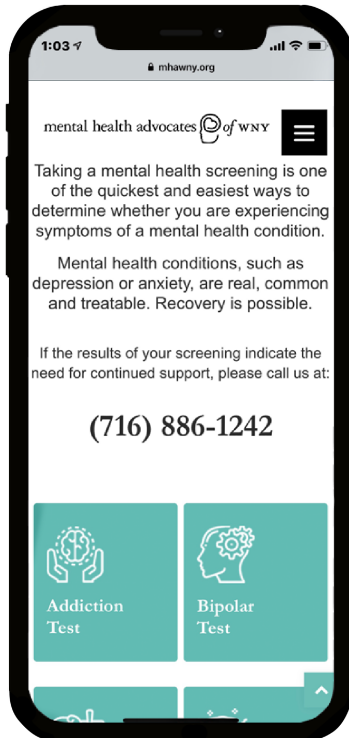 1:03
mhawny.org
mental health advocates of WNY
Taking a mental health screening is one
of the quickest and easiest ways to
determine whether you are experiencing
symptoms of a mental health condition.
Mental health conditions, such as
depression or anxiety, are real, common
and treatable. Recovery is possible.
If the results of your screening indicate the
need for continued support, please call us at:
(716) 886-1242
Addiction
Test
Bipolar
Test